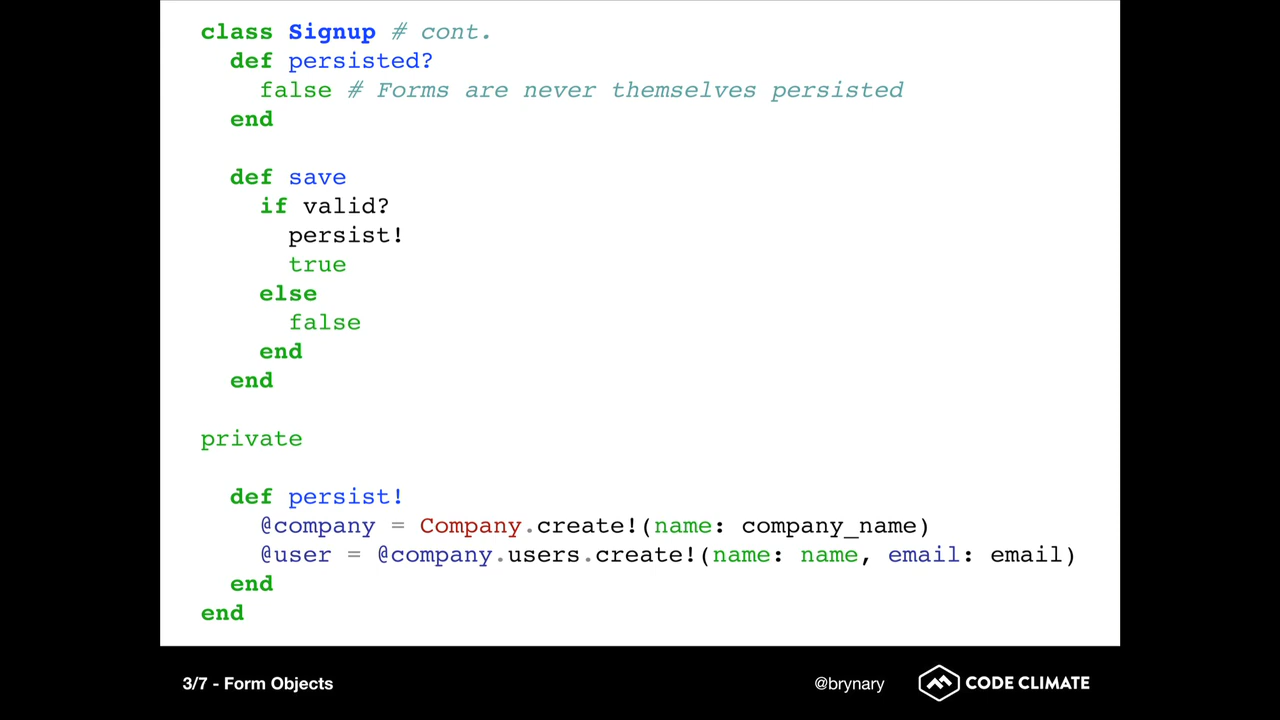 class Signup # cont.
  def persisted?
    false # Forms are never themselves persisted
  end

  def save
    if valid?
      persist!
      true
    else
      false
    end
  end

private

  def persist!
    @company = Company.create!(name: company_name)
    @user = @company.users.create!(name: name, email: email)
  end
end
3/7 - Form Objects
@brynary
CODE CLIMATE